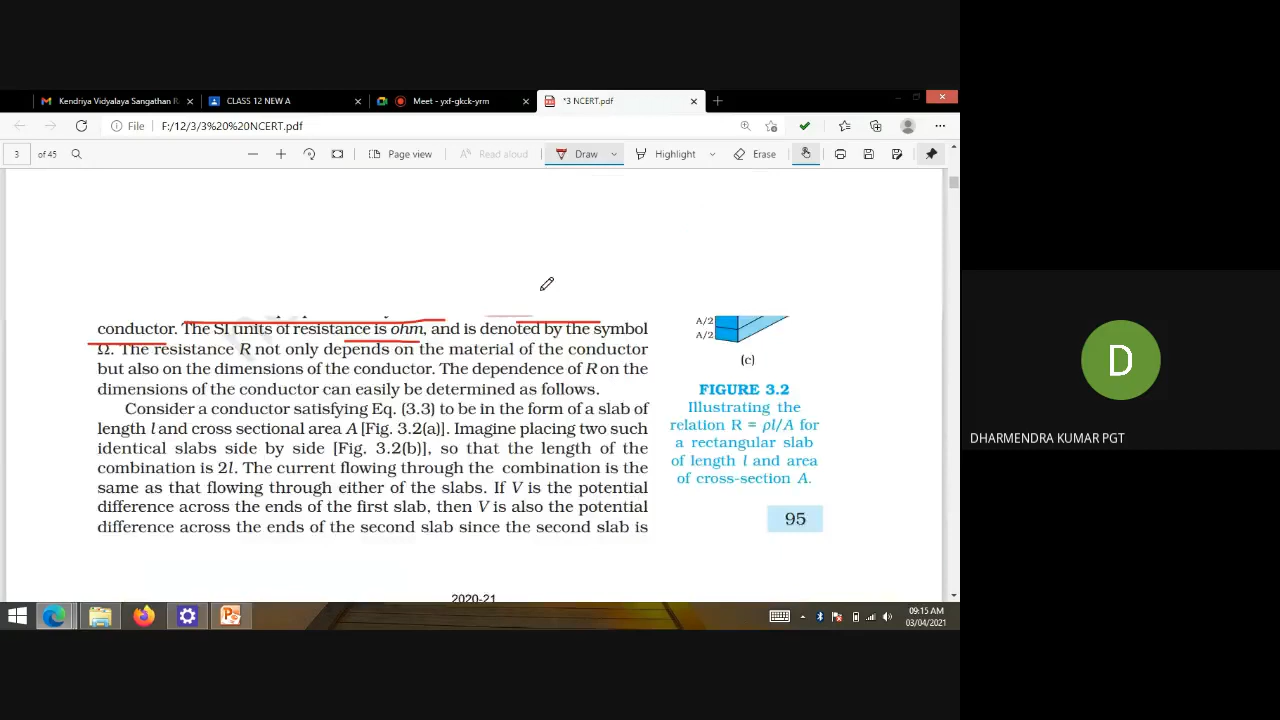 Kendriya Vidyalaya Sangathan R
CLASS 12 NEW A
Meet - yxf-gkck-yrm
*3 NCERT.pdf
File F:/12/3/3%20%20NCERT.pdf
3 of 45 Page view Read aloud Draw Highlight Erase
conductor. The SI units of resistance is ohm, and is denoted by the symbol
Ω. The resistance R not only depends on the material of the conductor
but also on the dimensions of the conductor. The dependence of R on the
dimensions of the conductor can easily be determined as follows.
Consider a conductor satisfying Eq. (3.3) to be in the form of a slab of
length l and cross sectional area A [Fig. 3.2(a)]. Imagine placing two such
identical slabs side by side [Fig. 3.2(b)], so that the length of the
combination is 2l. The current flowing through the combination is the
same as that flowing through either of the slabs. If V is the potential
difference across the ends of the first slab, then V is also the potential
difference across the ends of the second slab since the second slab is
A/2
A/2
(c)
FIGURE 3.2
Illustrating the
relation R = ρl/A for
a rectangular slab
of length l and area
of cross-section A.
95
2020-21
09:15 AM
03/04/2021
D
DHARMENDRA KUMAR PGT